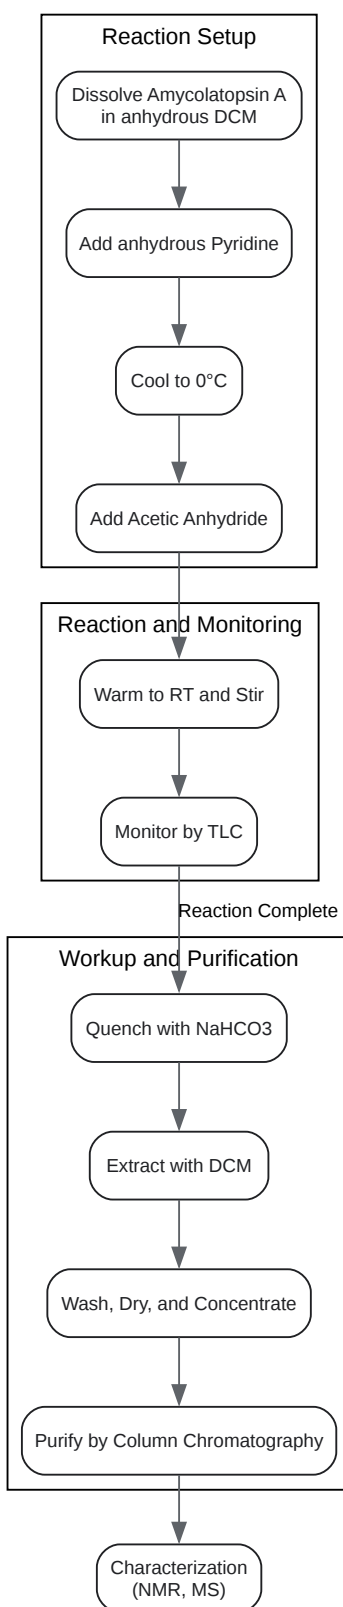 Reaction Setup
Dissolve Amycolatopsin A
in anhydrous DCM
Add anhydrous Pyridine
Cool to 0°C
Add Acetic Anhydride
Reaction and Monitoring
Warm to RT and Stir
Monitor by TLC
Reaction Complete
Workup and Purification
Quench with NaHCO3
Extract with DCM
Wash, Dry, and Concentrate
Purify by Column Chromatography
Characterization
(NMR, MS)